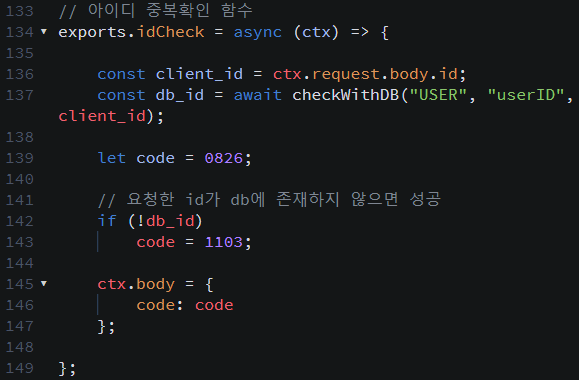 133 // 아이디 중복확인 함수
134 ▼ exports.idCheck = async (ctx) => {
135
136     const client_id = ctx.request.body.id;
137     const db_id = await checkWithDB("USER", "userID",
client_id);
138
139     let code = 0826;
140
141     // 요청한 id가 db에 존재하지 않으면 성공
142     if (!db_id)
143         code = 1103;
144
145 ▼     ctx.body = {
146         code: code
147     };
148
149 };